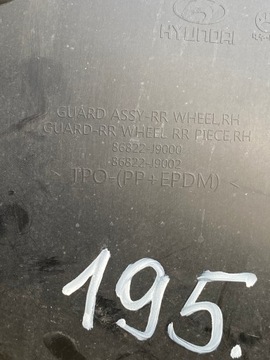 HYUNDAI
GUARD ASSY-RR WHEEL,RH
GUARD-RR WHEEL RR PIECE,RH
86822-J9000
86822-J9002
>TPO-(PP+EPDM)<
195.